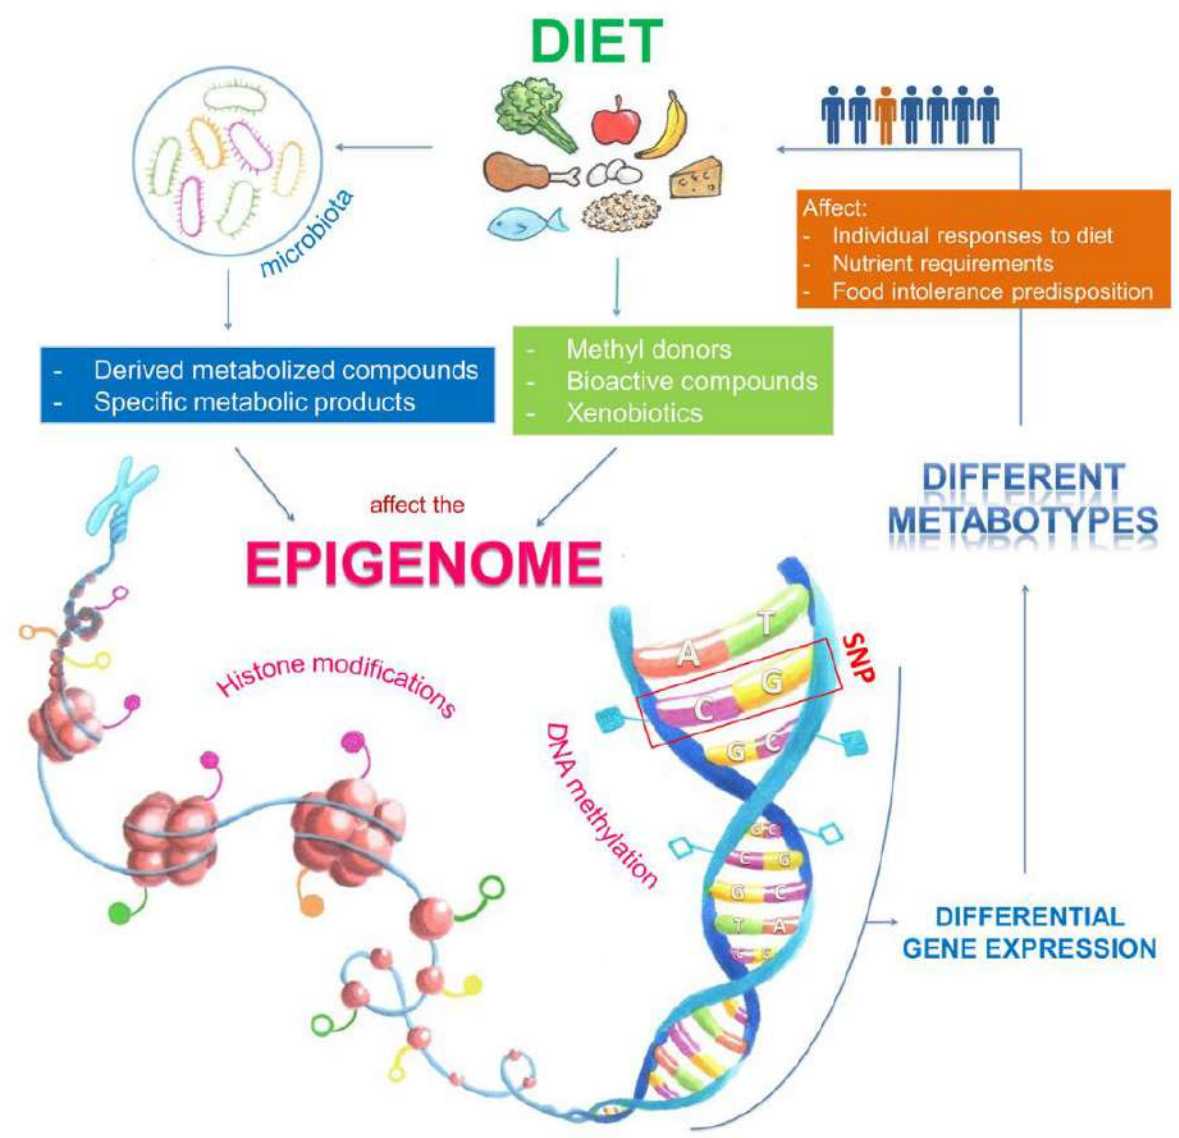 DIET
microbiota
Affect:
- Individual responses to diet
- Nutrient requirements
- Food intolerance predisposition
- Derived metabolized compounds
- Specific metabolic products
- Methyl donors
- Bioactive compounds
- Xenobiotics
affect the
EPIGENOME
DIFFERENT
METABOTYPES
Histone modifications
DNA methylation
SNP
A T
C G
G C
G C
C G
G C
T A
C G
DIFFERENTIAL
GENE EXPRESSION